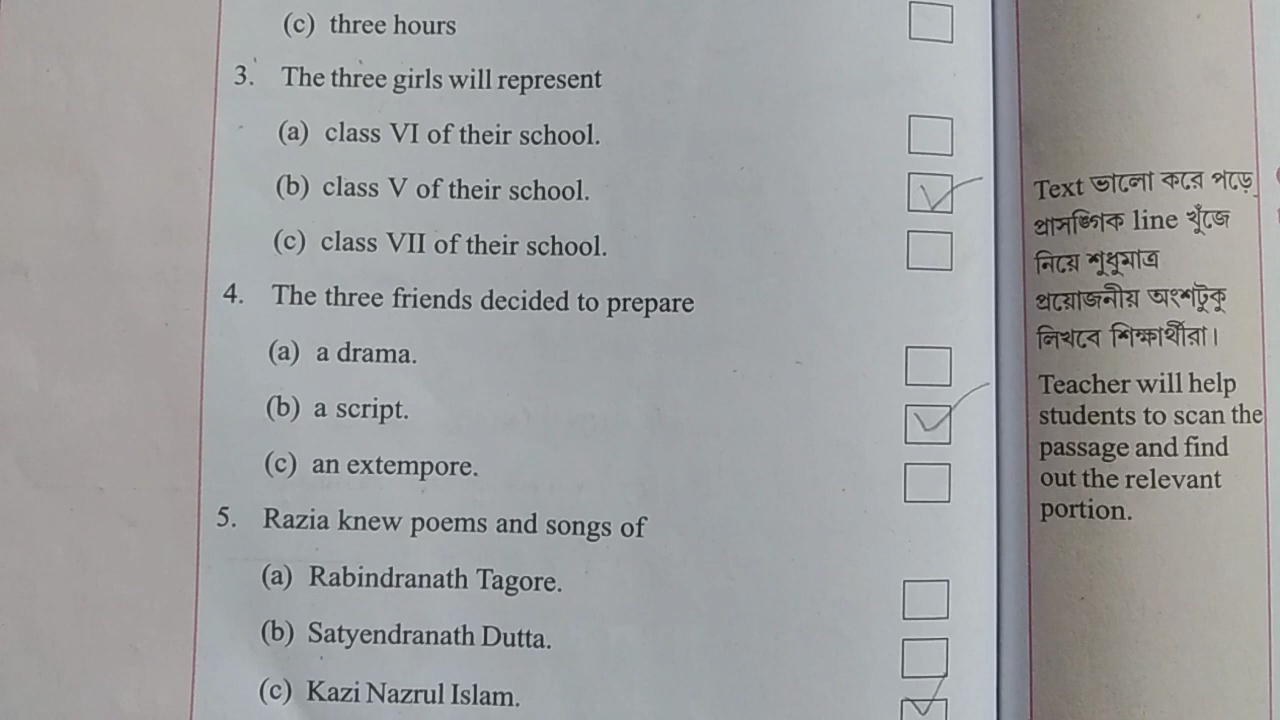 (c) three hours
3. The three girls will represent
(a) class VI of their school.
(b) class V of their school.
(c) class VII of their school.
4. The three friends decided to prepare
(a) a drama.
(b) a script.
(c) an extempore.
5. Razia knew poems and songs of
(a) Rabindranath Tagore.
(b) Satyendranath Dutta.
(c) Kazi Nazrul Islam.
Text ভালো করে পড়ে
প্রাসঙ্গিক line খুঁজে
নিয়ে শুধুমাত্র
প্রয়োজনীয় অংশটুকু
লিখবে শিক্ষার্থীরা।
Teacher will help
students to scan the
passage and find
out the relevant
portion.